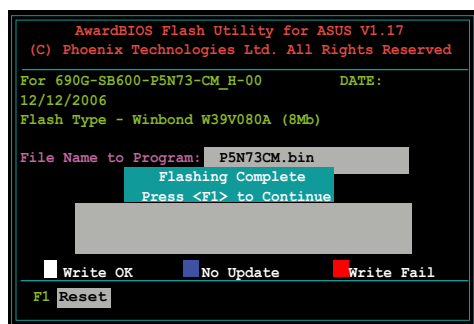 AwardBIOS Flash Utility for ASUS V1.17
(C) Phoenix Technologies Ltd. All Rights Reserved
For 690G-SB600-P5N73-CM_H-00 DATE:
12/12/2006
Flash Type - Winbond W39V080A (8Mb)
File Name to Program: P5N73CM.bin
Flashing Complete
Press <F1> to Continue
Write OK No Update Write Fail
F1 Reset